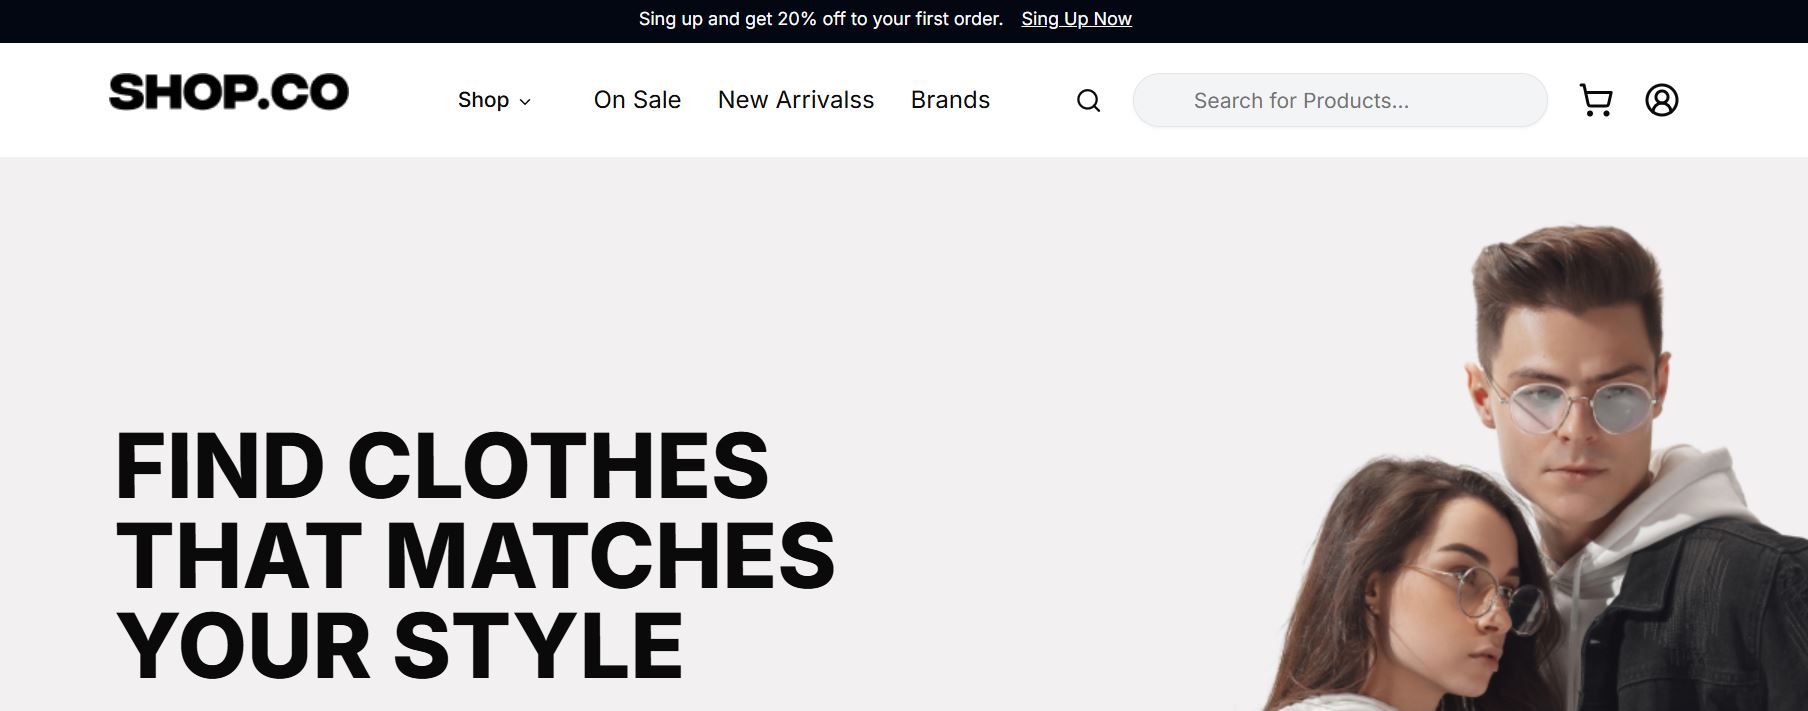 Sing up and get 20% off to your first order. Sing Up Now
SHOP.CO
Shop
On Sale
New Arrivalss
Brands
Search for Products...
FIND CLOTHES
THAT MATCHES
YOUR STYLE